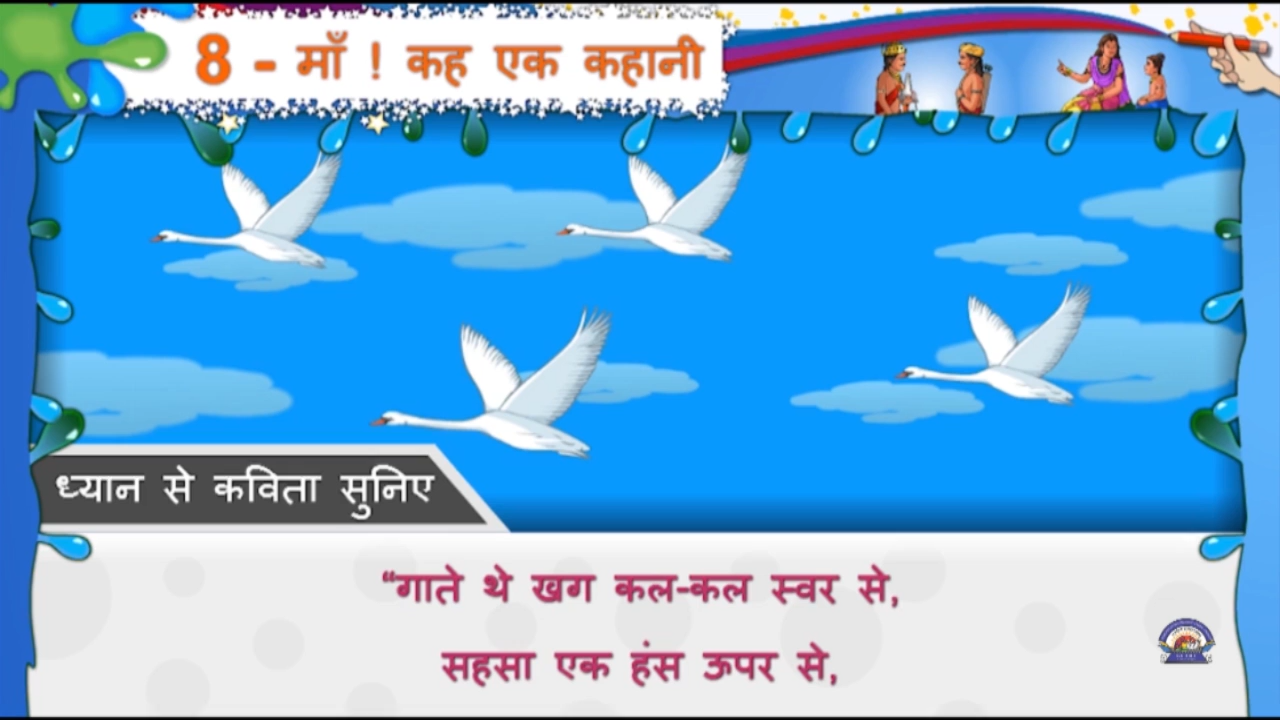 8 - माँ ! कह एक कहानी
ध्यान से कविता सुनिए
“गाते थे खग कल-कल स्वर से,
सहसा एक हंस ऊपर से,